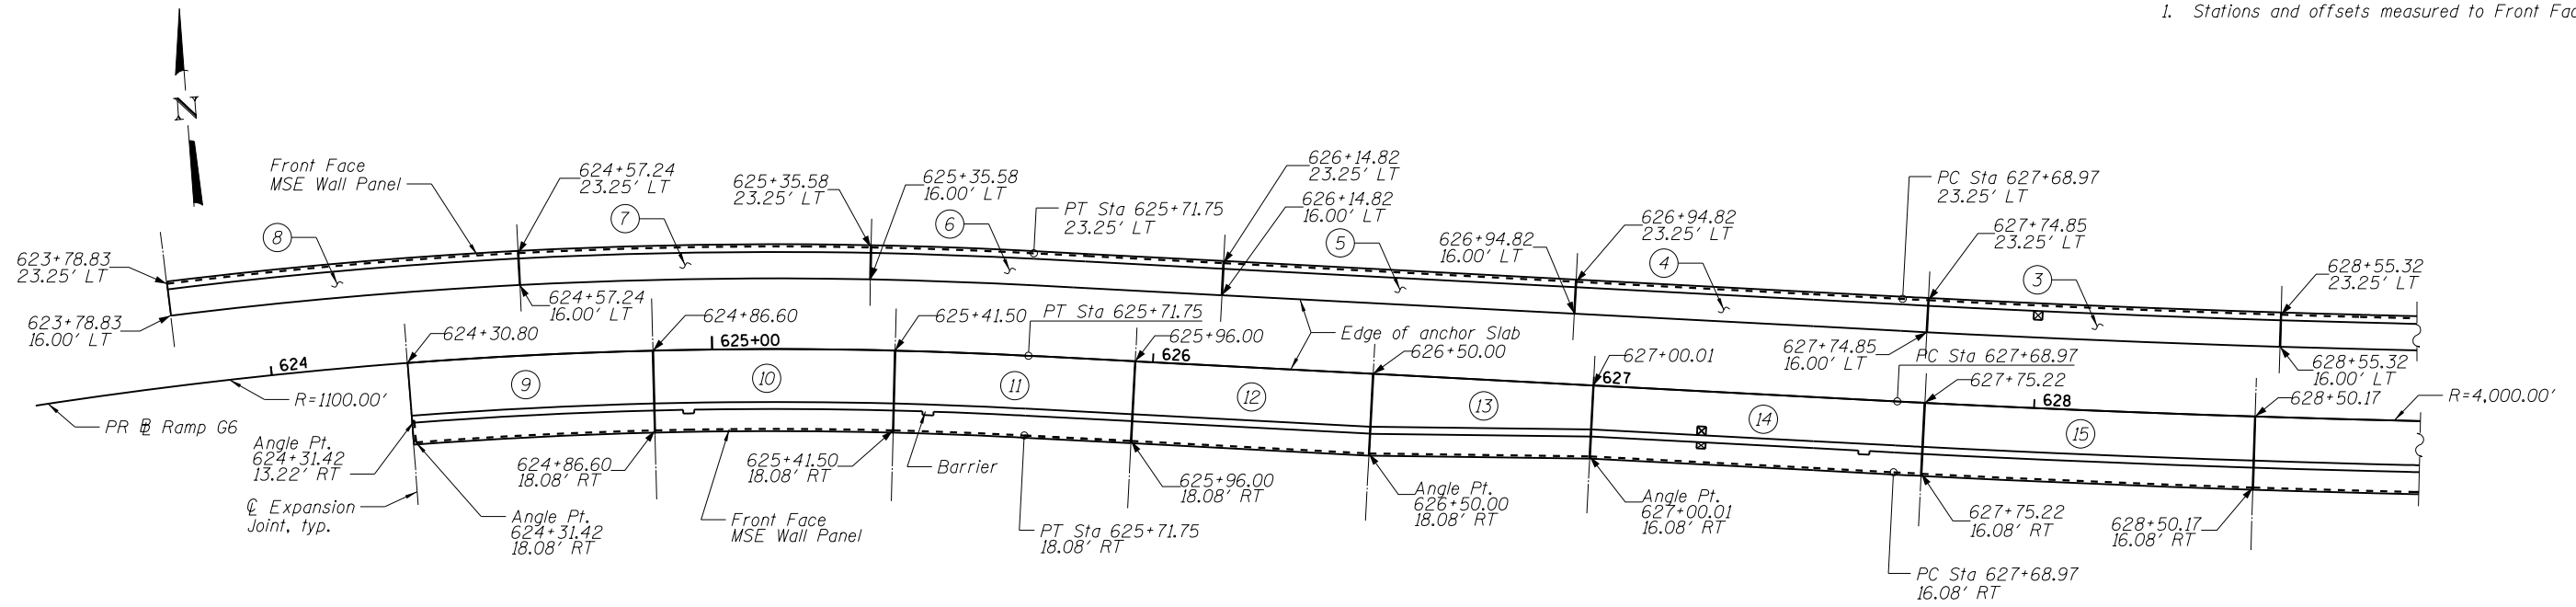 1. Stations and offsets measured to Front Fac
N
Front Face
MSE Wall Panel
624+57.24
23.25' LT
625+35.58
23.25' LT
625+35.58
16.00' LT
626+14.82
23.25' LT
626+14.82
16.00' LT
PT Sta 625+71.75
23.25' LT
626+94.82
16.00' LT
626+94.82
23.25' LT
PC Sta 627+68.97
23.25' LT
627+74.85
23.25' LT
628+55.32
23.25' LT
623+78.83
23.25' LT
8
7
6
5
4
3
623+78.83
16.00' LT
624+57.24
16.00' LT
624+30.80
624+86.60
625+41.50
PT Sta 625+71.75
625+96.00
Edge of anchor Slab
626+50.00
627+00.01
627+74.85
16.00' LT
PC Sta 627+68.97
627+75.22
628+55.32
16.00' LT
628+50.17
R=4,000.00'
624
625+00
626
627
628
R=1100.00'
PR BL Ramp G6
9
10
11
12
13
14
15
Angle Pt.
624+31.42
13.22' RT
CL Expansion
Joint, typ.
Angle Pt.
624+31.42
18.08' RT
624+86.60
18.08' RT
Front Face
MSE Wall Panel
625+41.50
18.08' RT
Barrier
PT Sta 625+71.75
18.08' RT
625+96.00
18.08' RT
Angle Pt.
626+50.00
18.08' RT
Angle Pt.
627+00.01
16.08' RT
627+75.22
16.08' RT
PC Sta 627+68.97
16.08' RT
628+50.17
16.08' RT